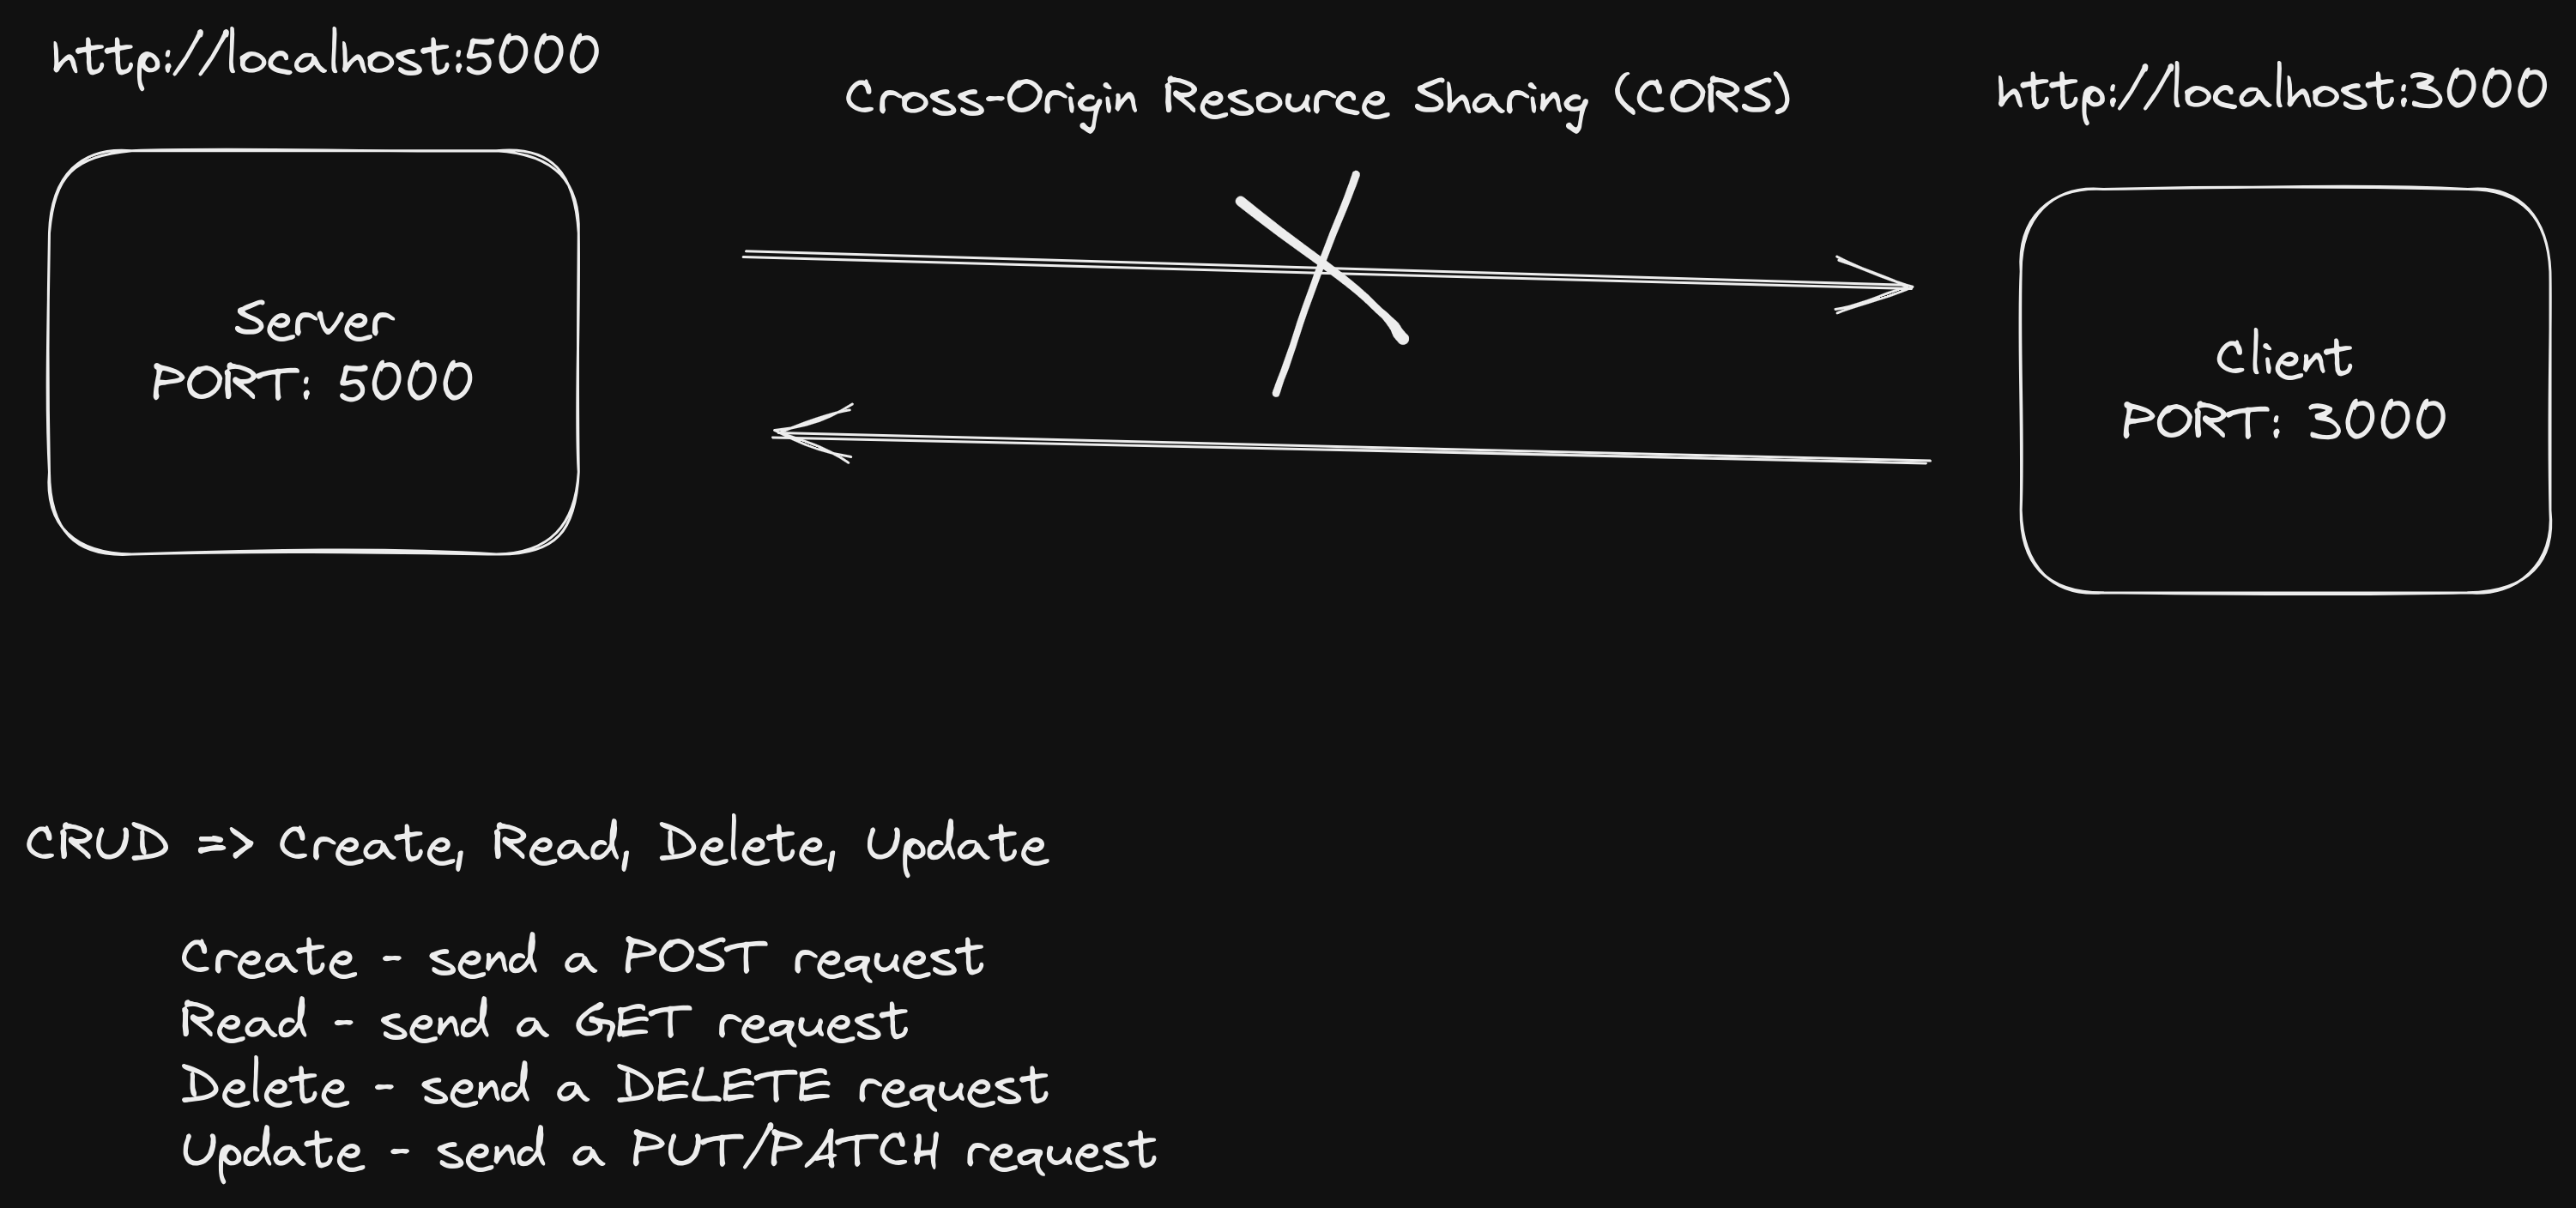 http://localhost:5000
Cross-Origin Resource Sharing (CORS)
http://localhost:3000
Server
PORT: 5000
Client
PORT: 3000
CRUD => Create, Read, Delete, Update
Create - send a POST request
Read - send a GET request
Delete - send a DELETE request
Update - send a PUT/PATCH request